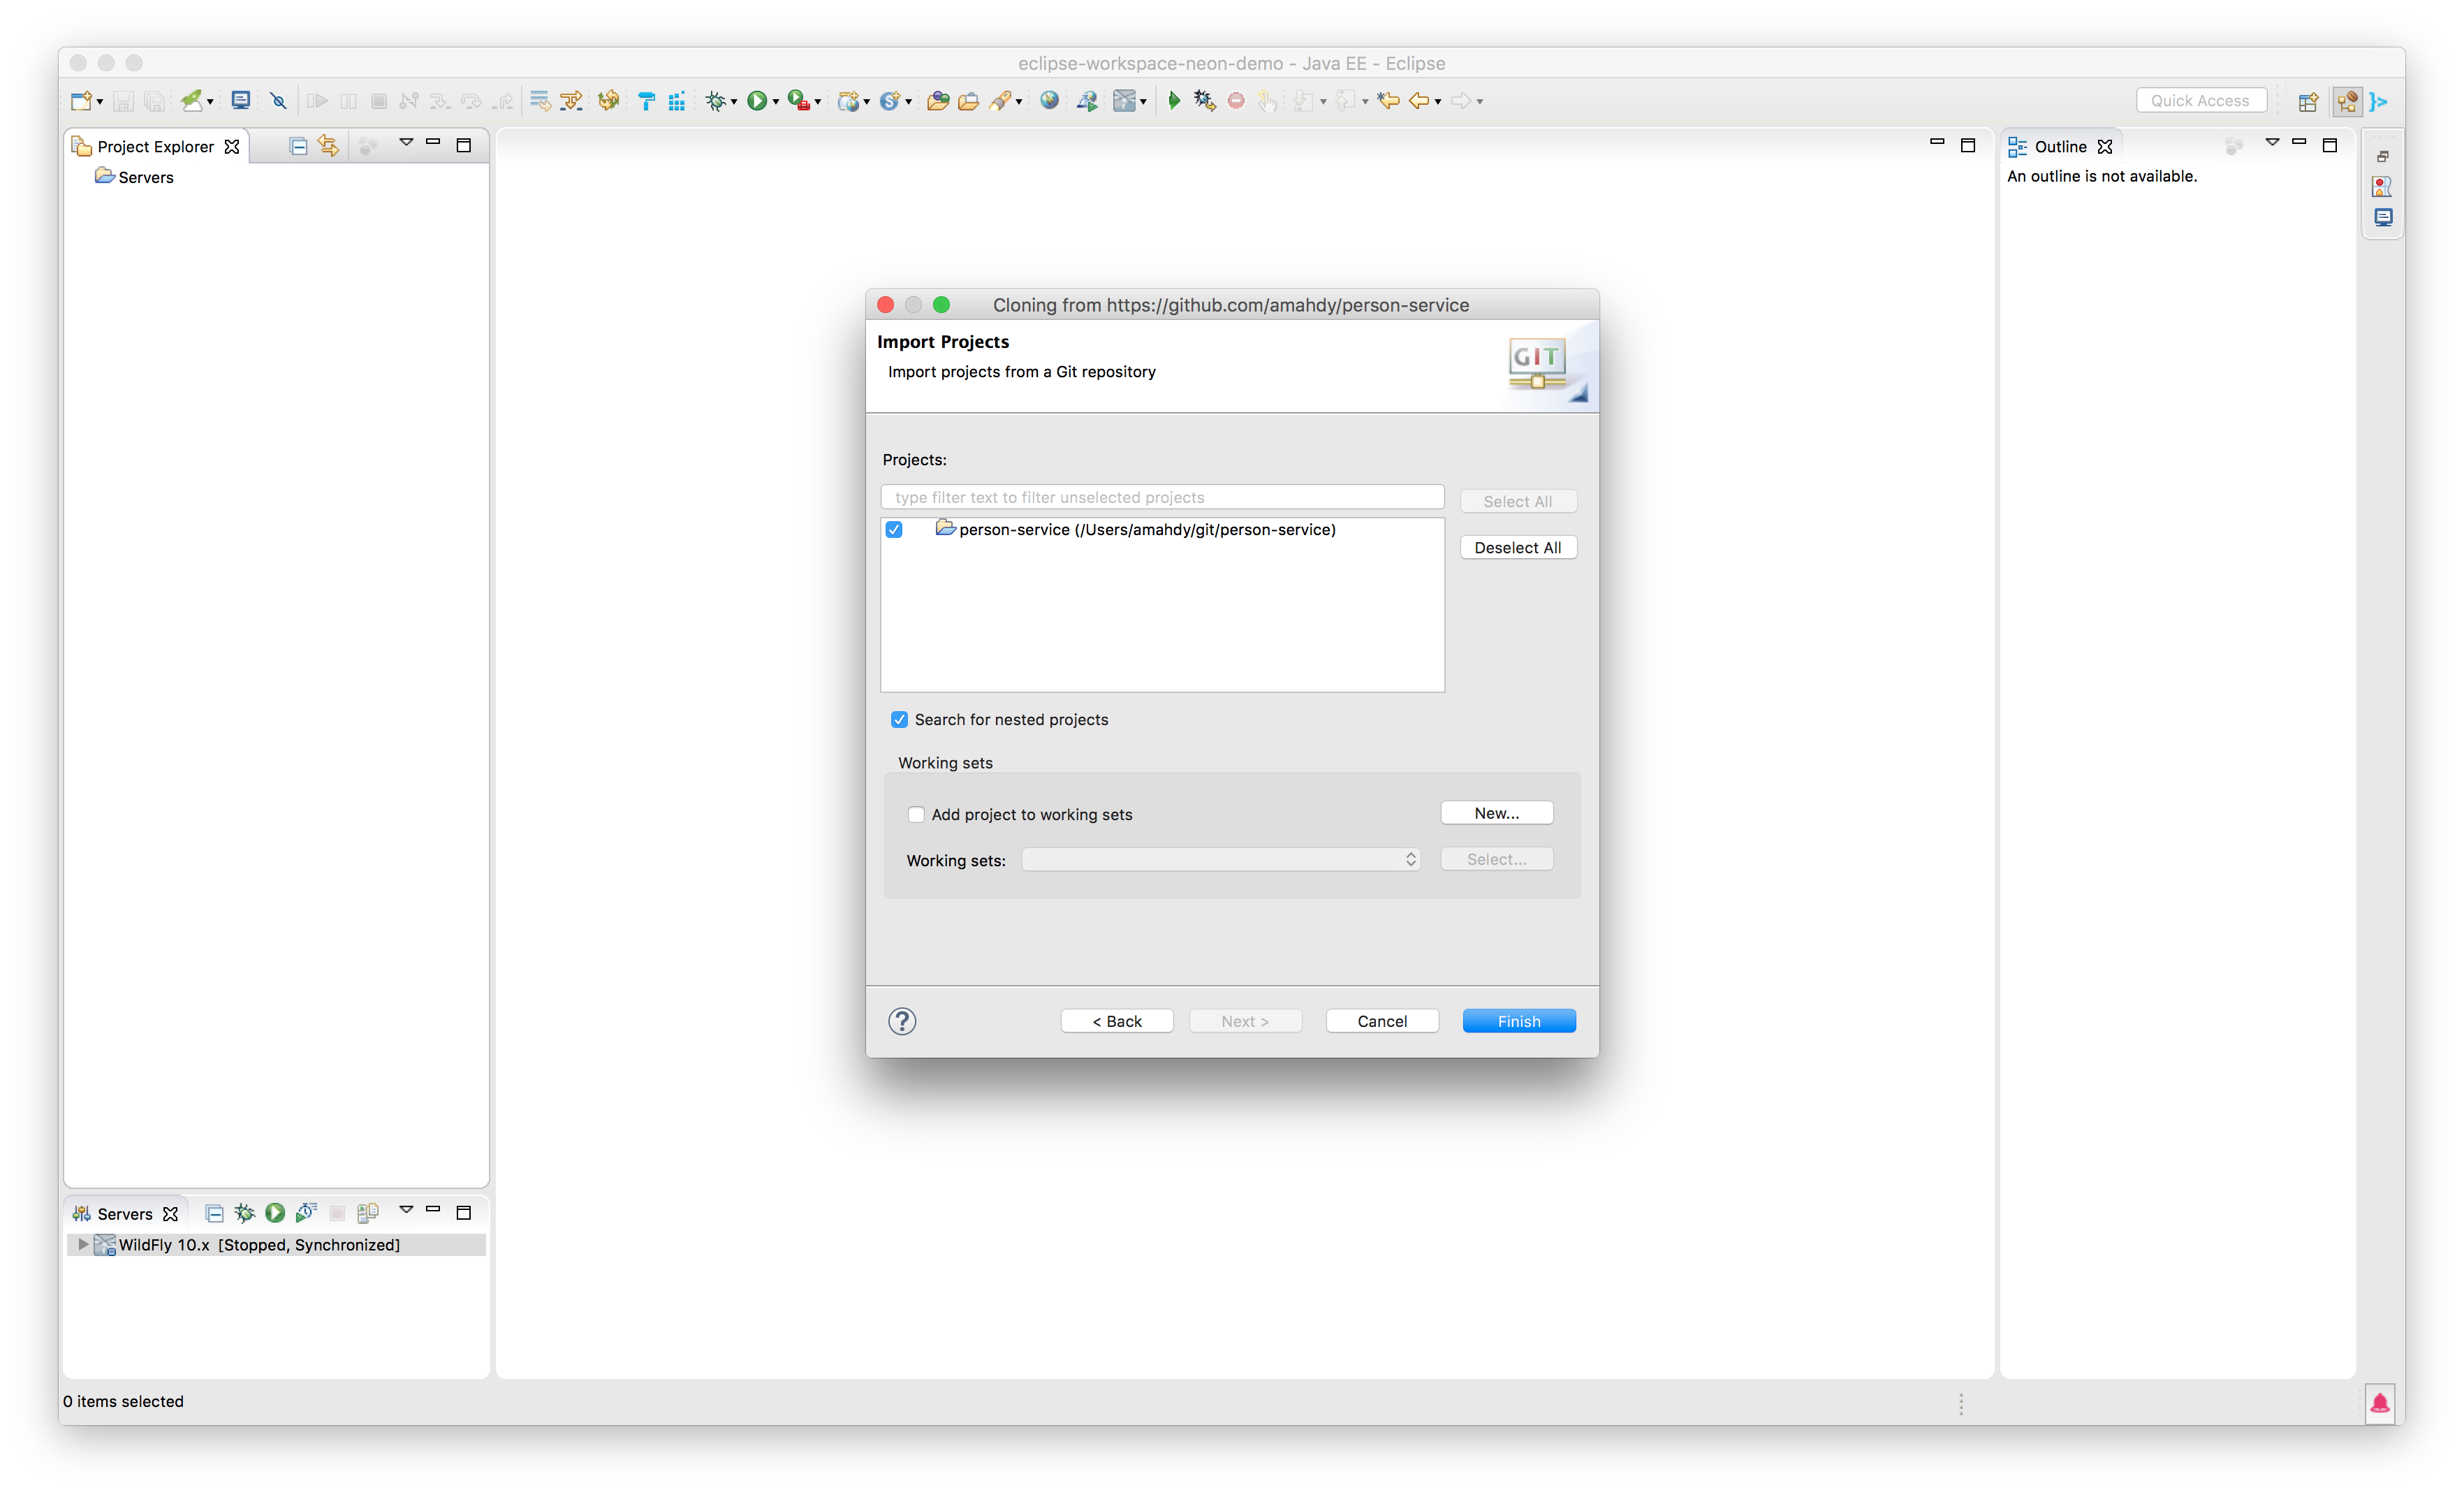 eclipse-workspace-neon-demo - Java EE - Eclipse
Quick Access
Project Explorer
Servers
Outline
An outline is not available.
Cloning from https://github.com/amahdy/person-service
Import Projects
Import projects from a Git repository
GIT
Projects:
type filter text to filter unselected projects
Select All
person-service (/Users/amahdy/git/person-service)
Deselect All
Search for nested projects
Working sets
Add project to working sets
New...
Working sets:
Select...
?
< Back
Next >
Cancel
Finish
Servers
WildFly 10.x [Stopped, Synchronized]
0 items selected